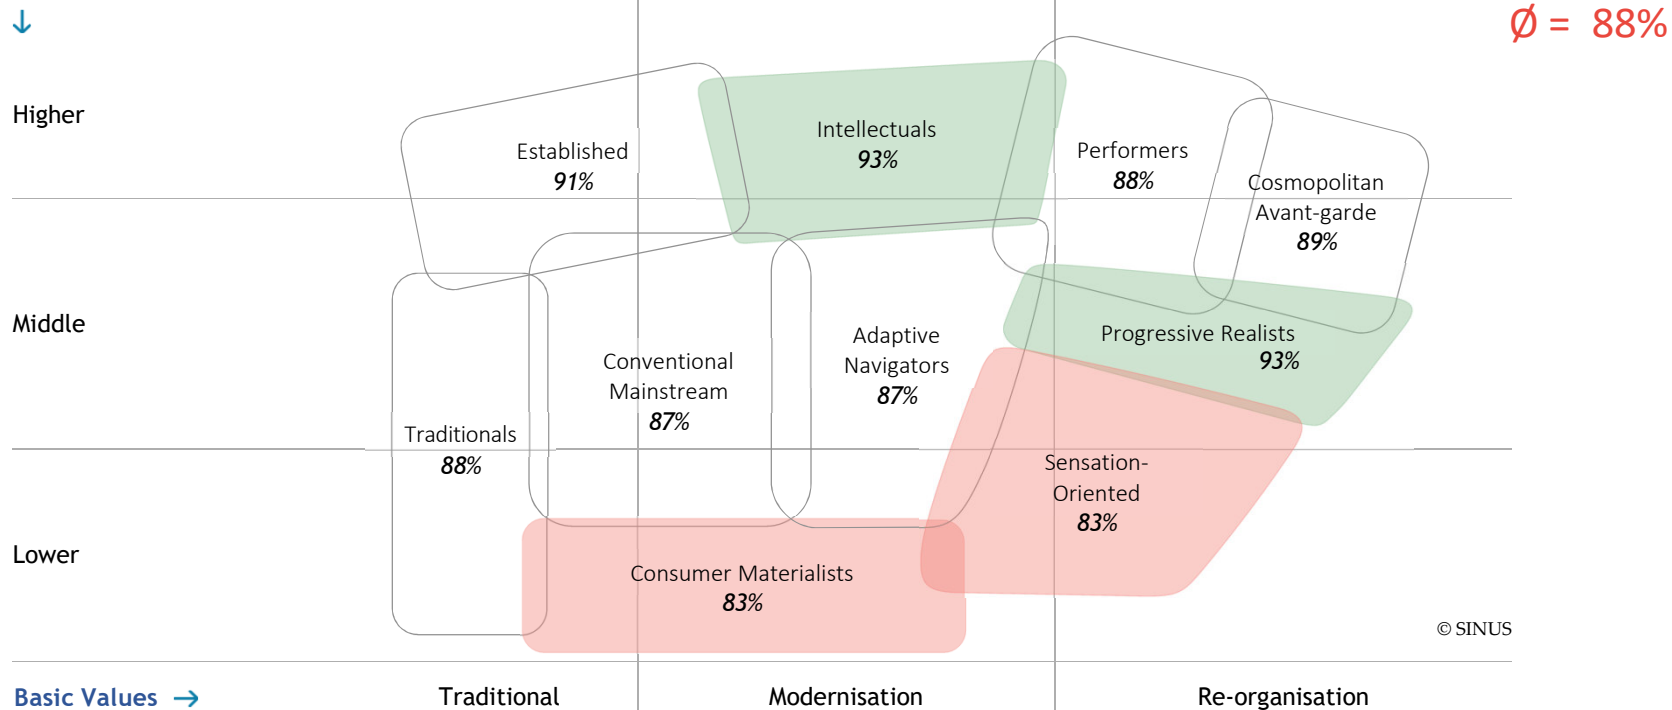 ↓
Ø = 88%
Higher
Established
91%
Intellectuals
93%
Performers
88%
Cosmopolitan
Avant-garde
89%
Middle
Traditionals
88%
Conventional
Mainstream
87%
Adaptive
Navigators
87%
Progressive Realists
93%
Sensation-
Oriented
83%
Lower
Consumer Materialists
83%
© SINUS
Basic Values →
Traditional
Modernisation
Re-organisation